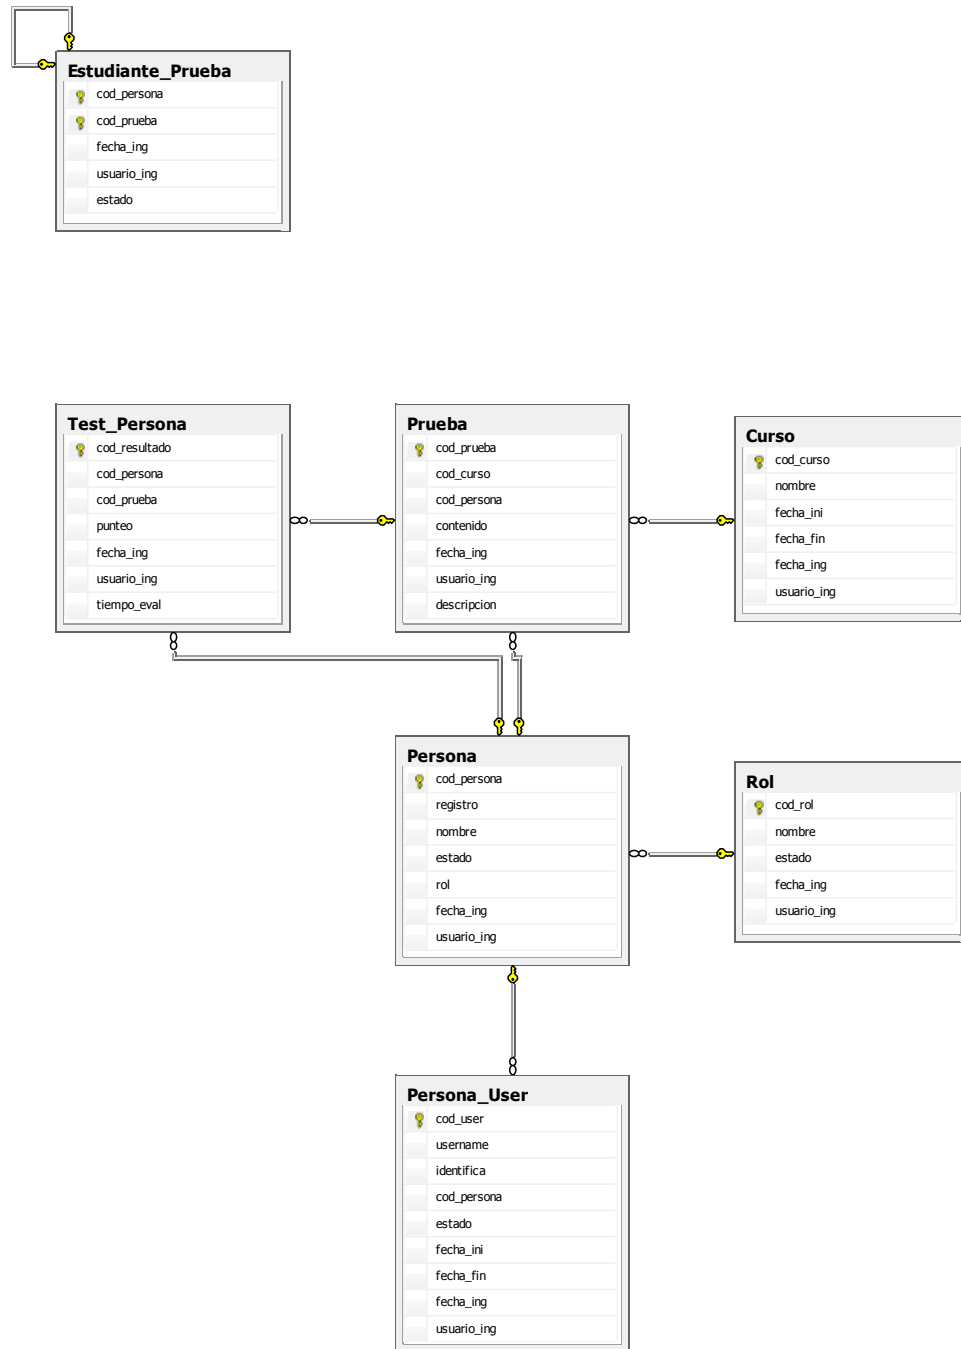 Estudiante_Prueba
cod_persona
cod_prueba
fecha_ing
usuario_ing
estado
Test_Persona
cod_resultado
cod_persona
cod_prueba
punteo
fecha_ing
usuario_ing
tiempo_eval
Prueba
cod_prueba
cod_curso
cod_persona
contenido
fecha_ing
usuario_ing
descripcion
Curso
cod_curso
nombre
fecha_ini
fecha_fin
fecha_ing
usuario_ing
Persona
cod_persona
registro
nombre
estado
rol
fecha_ing
usuario_ing
Rol
cod_rol
nombre
estado
fecha_ing
usuario_ing
Persona_User
cod_user
username
identifica
cod_persona
estado
fecha_ini
fecha_fin
fecha_ing
usuario_ing